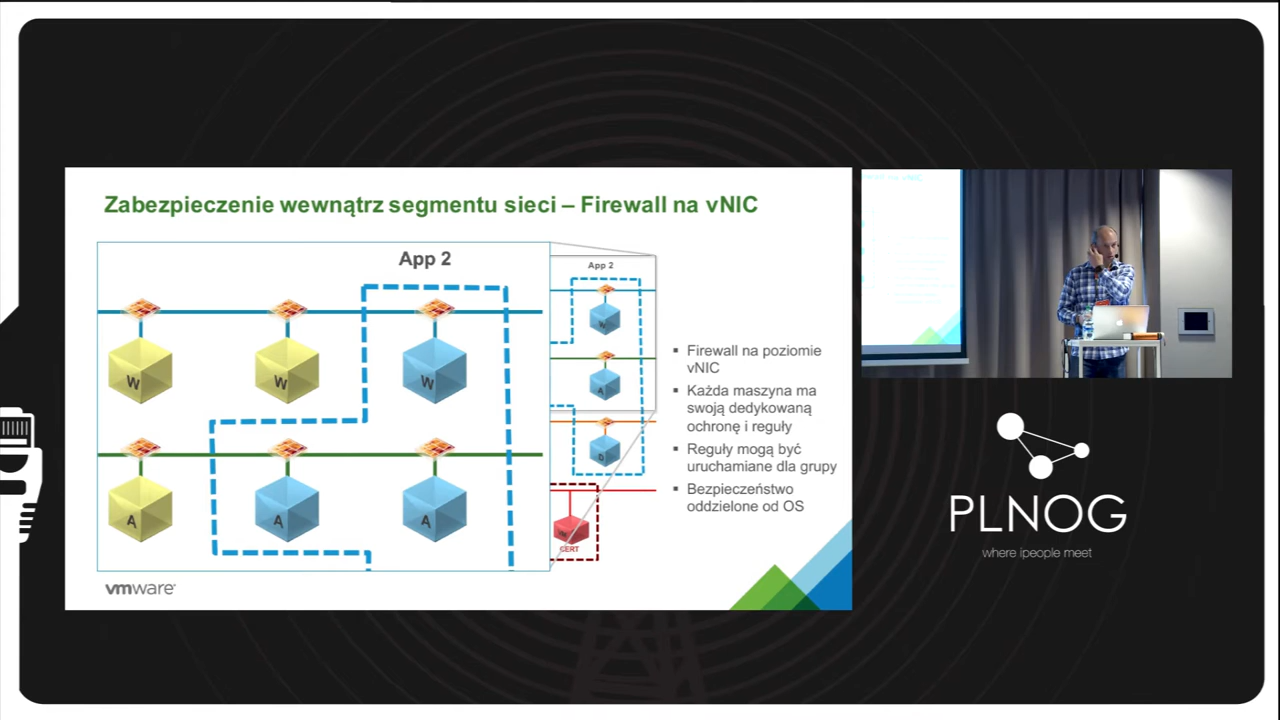 Zabezpieczenie wewnątrz segmentu sieci – Firewall na vNIC
App 2
W
W
W
A
A
A
App 2
W
A
D
CERT
▪ Firewall na poziomie
vNIC
▪ Każda maszyna ma
swoją dedykowaną
ochronę i reguły
▪ Reguły mogą być
uruchamiane dla grupy
▪ Bezpieczeństwo
oddzielone od OS
vmware
PLNOG
where ipeople meet